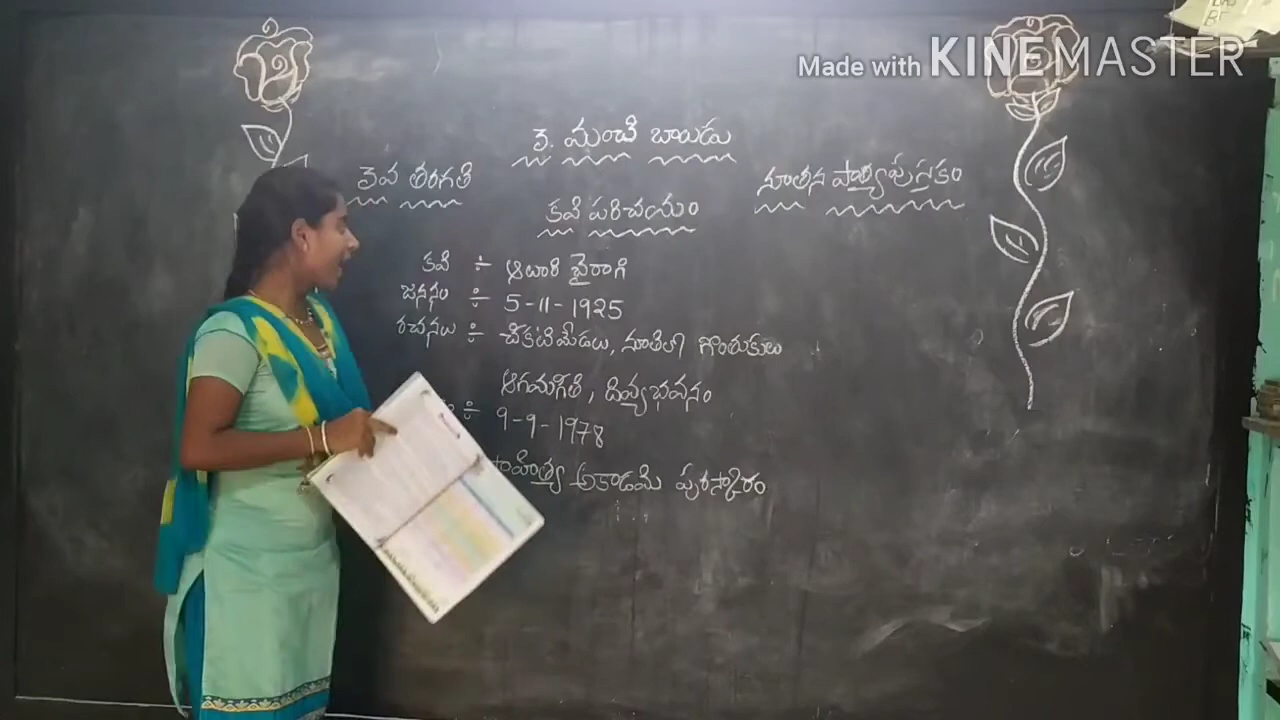 Made with KINEMASTER
3. మంచి బాలుడు
3వ తరగతి
నూతన పాఠ్యపుస్తకం
కవి పరిచయం
కవి ÷ ఆలూరి బైరాగి
జననం ÷ 5-11-1925
రచనలు ÷ చీకటిమేడలు, నూతిలో గొంతుకలు
ఆగమగీతి, దివ్యభవనం
÷ 9-9-1978
సాహిత్య అకాడమి పురస్కారం